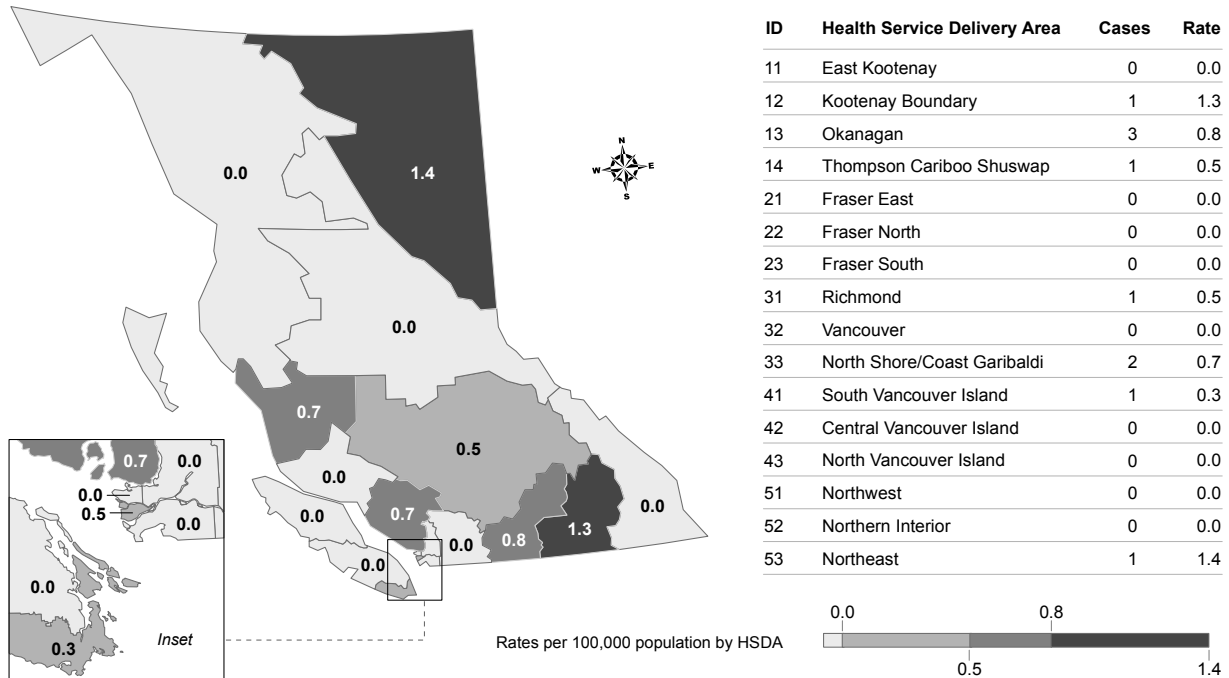 N
W E
S
0.0
1.4
0.0
0.7
0.5
0.0
0.0
0.7
0.0
0.8
1.3
0.0
0.0
0.7
0.0
0.0
0.5
0.0
0.0
0.3
Inset
ID Health Service Delivery Area Cases Rate
11 East Kootenay 0 0.0
12 Kootenay Boundary 1 1.3
13 Okanagan 3 0.8
14 Thompson Cariboo Shuswap 1 0.5
21 Fraser East 0 0.0
22 Fraser North 0 0.0
23 Fraser South 0 0.0
31 Richmond 1 0.5
32 Vancouver 0 0.0
33 North Shore/Coast Garibaldi 2 0.7
41 South Vancouver Island 1 0.3
42 Central Vancouver Island 0 0.0
43 North Vancouver Island 0 0.0
51 Northwest 0 0.0
52 Northern Interior 0 0.0
53 Northeast 1 1.4
Rates per 100,000 population by HSDA
0.0 0.8
0.5 1.4